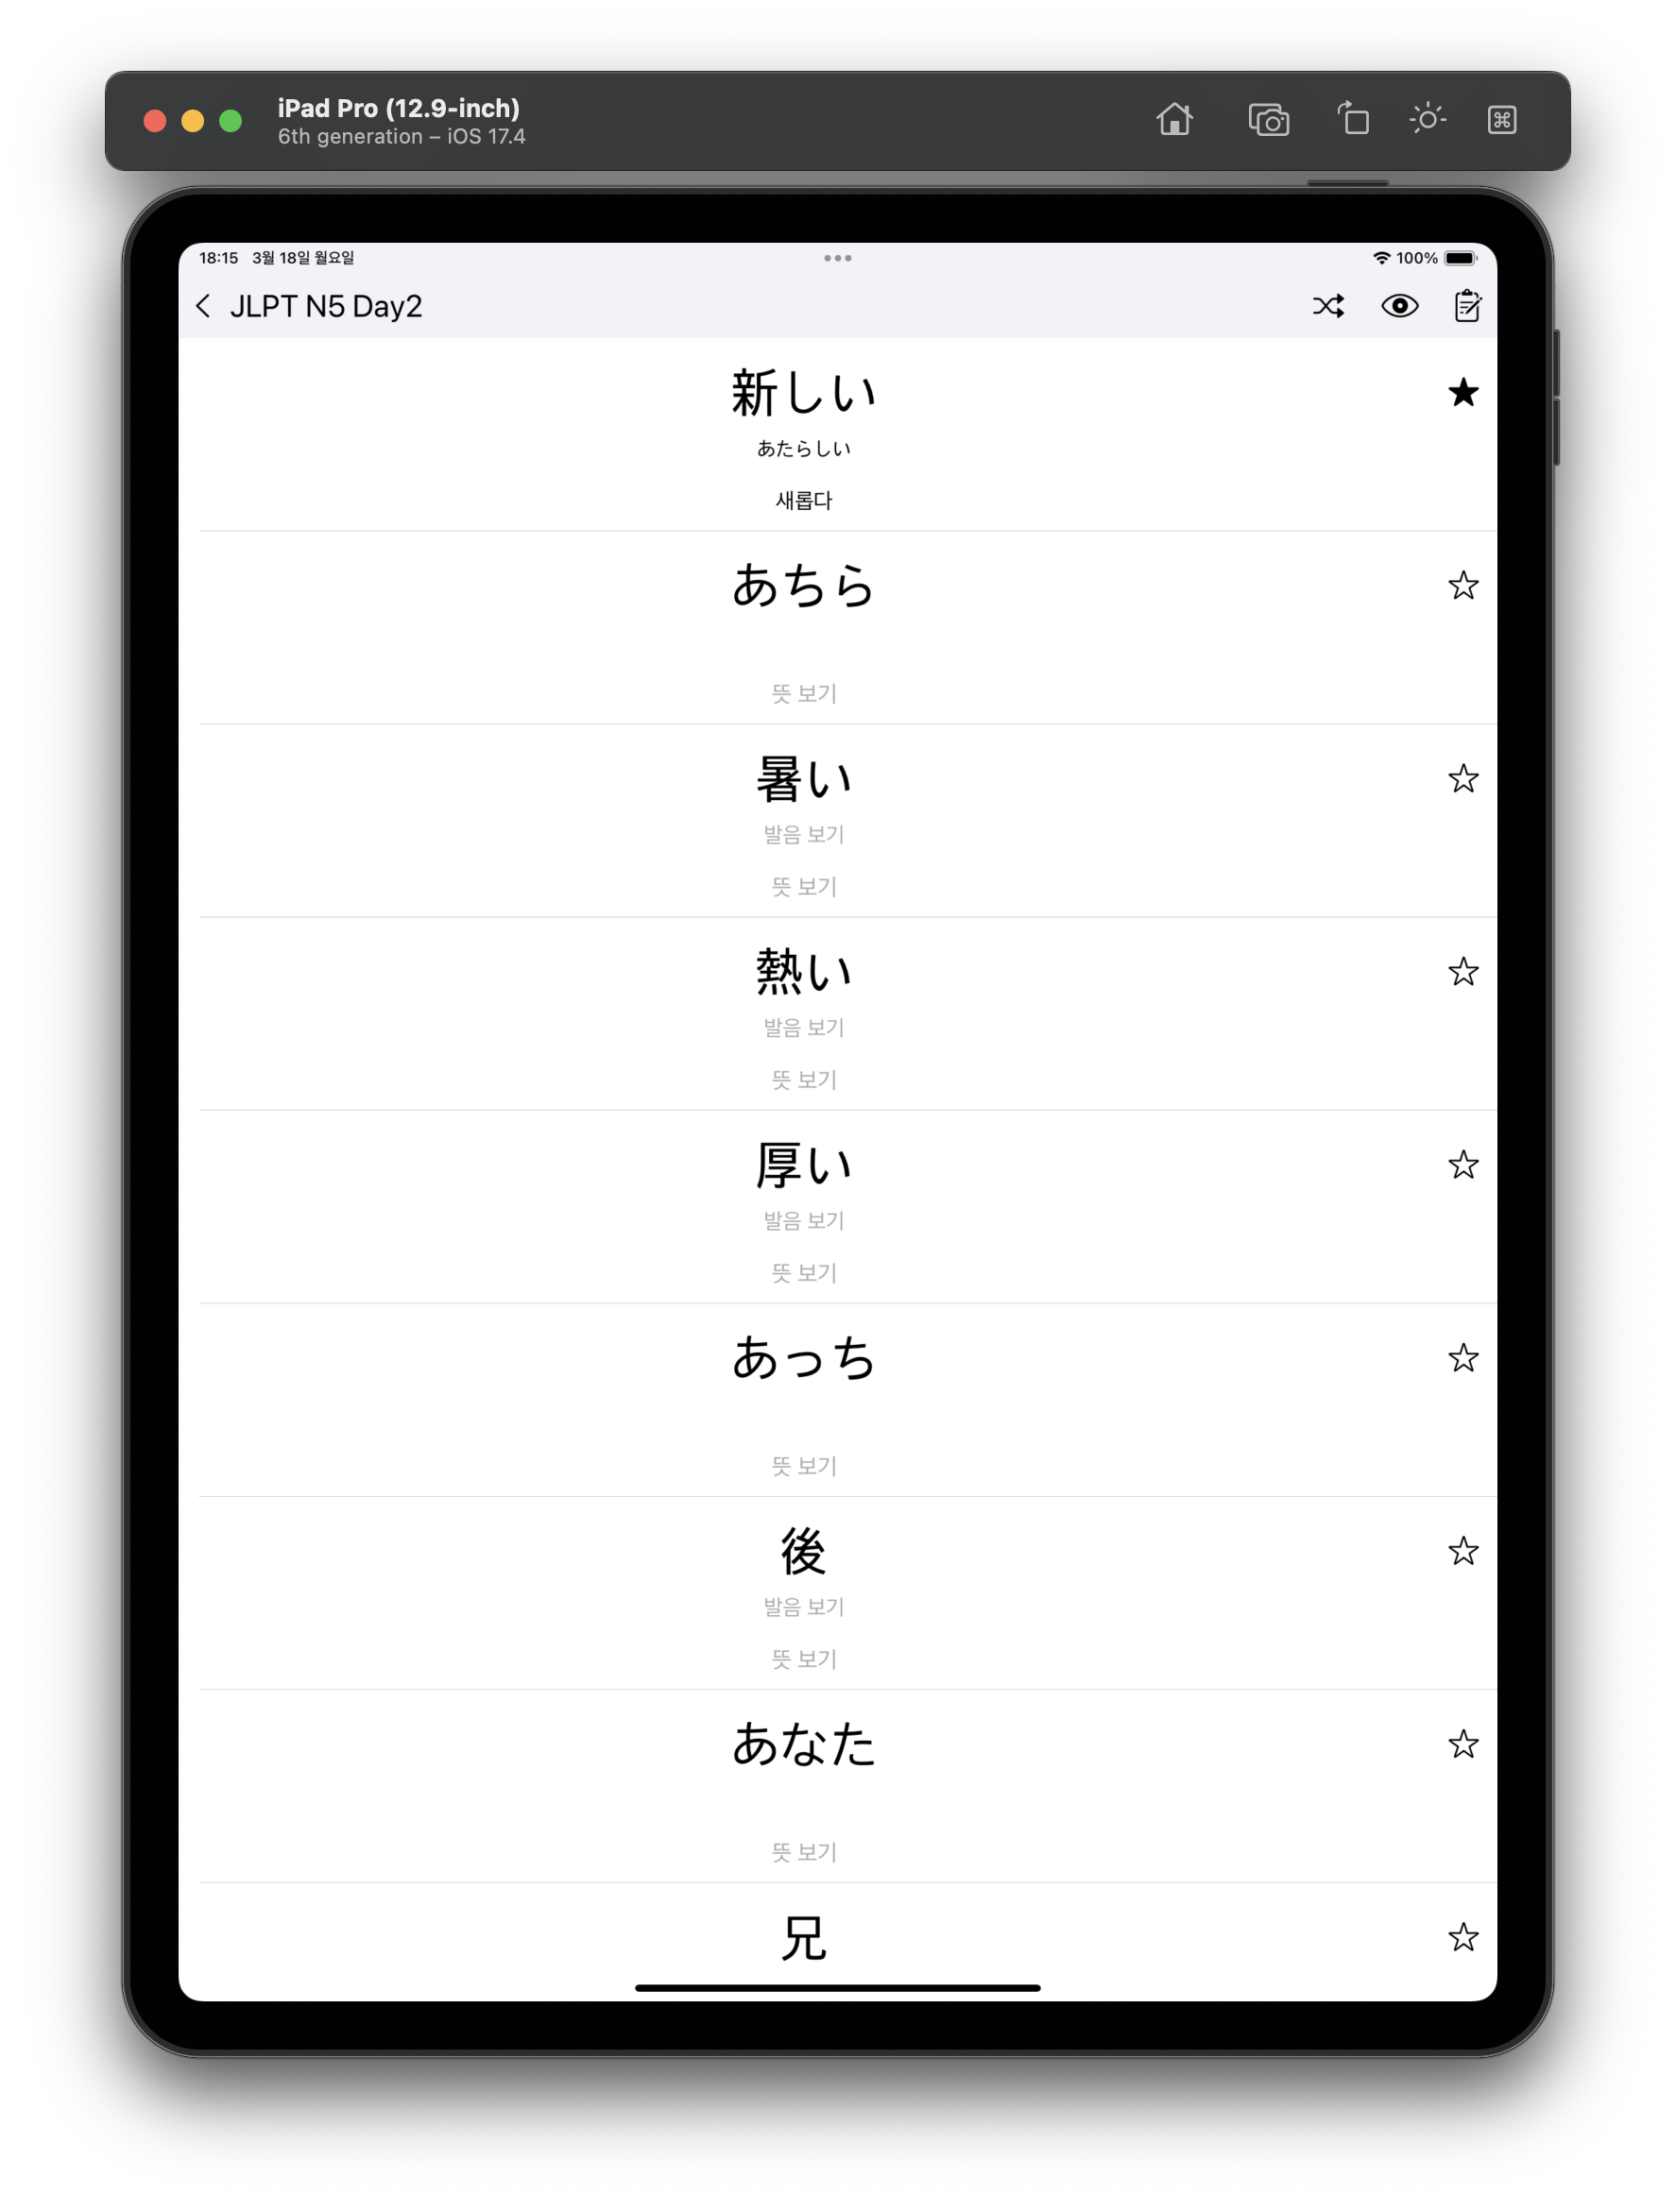 iPad Pro (12.9-inch)
6th generation – iOS 17.4
18:15 3월 18일 월요일
100%
JLPT N5 Day2
新しい
あたらしい
새롭다
あちら
뜻 보기
暑い
발음 보기
뜻 보기
熱い
발음 보기
뜻 보기
厚い
발음 보기
뜻 보기
あっち
뜻 보기
後
발음 보기
뜻 보기
あなた
뜻 보기
兄